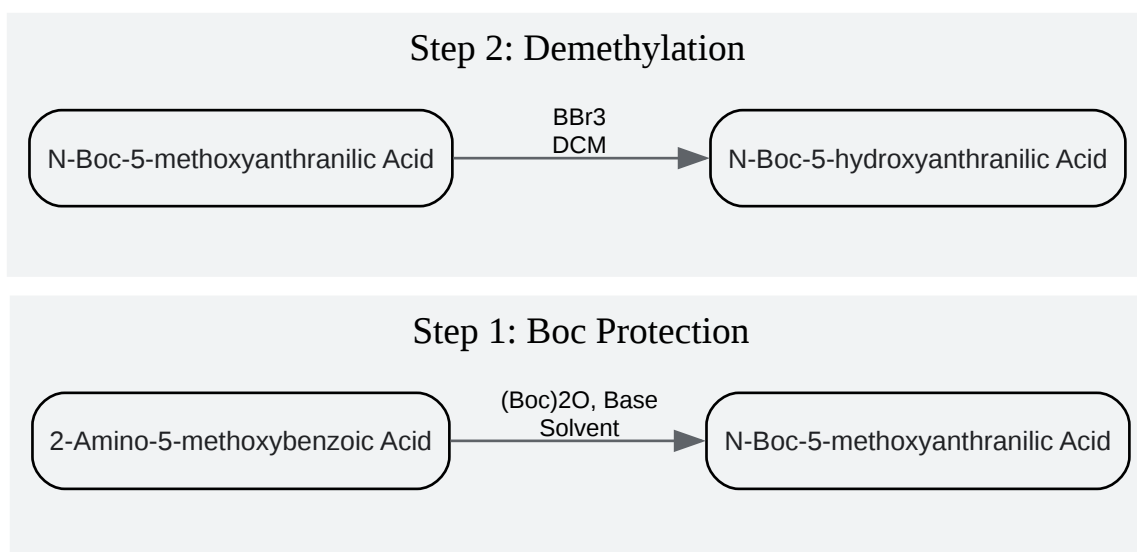 Step 2: Demethylation
BBr3
DCM
N-Boc-5-methoxyanthranilic Acid
N-Boc-5-hydroxyanthranilic Acid
Step 1: Boc Protection
(Boc)2O, Base
Solvent
2-Amino-5-methoxybenzoic Acid
N-Boc-5-methoxyanthranilic Acid